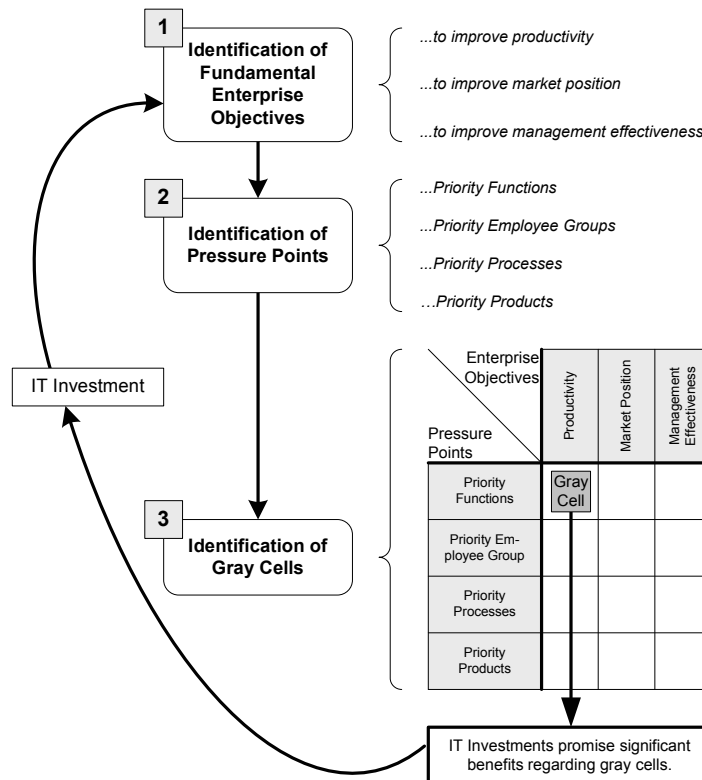 1
Identification of
Fundamental
Enterprise
Objectives
...to improve productivity
...to improve market position
...to improve management effectiveness
2
Identification of
Pressure Points
...Priority Functions
...Priority Employee Groups
...Priority Processes
...Priority Products
IT Investment
3
Identification of
Gray Cells
Enterprise
Objectives
Pressure
Points
Productivity
Market Position
Management
Effectiveness
Priority
Functions
Gray
Cell
Priority Em-
ployee Group
Priority
Processes
Priority
Products
IT Investments promise significant
benefits regarding gray cells.